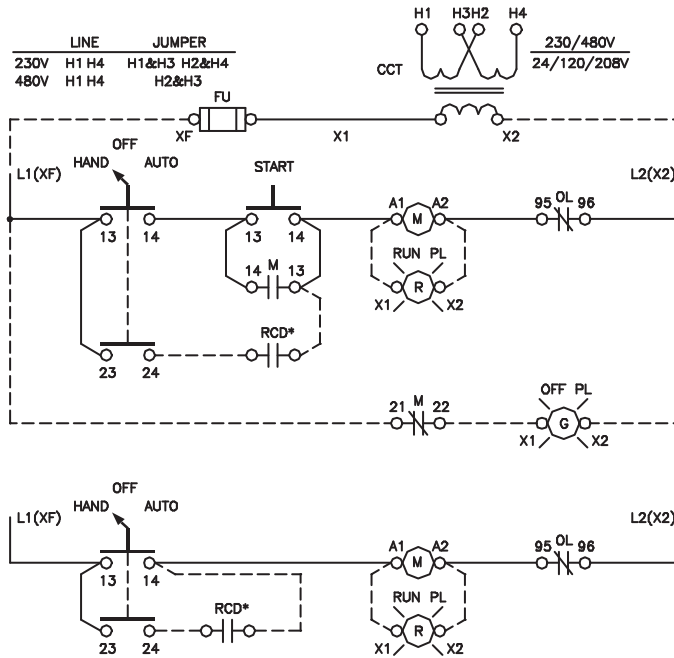 H1 H3 H2 H4
LINE JUMPER
230V H1 H4 H1&H3 H2&H4
480V H1 H4 H2&H3
CCT
230/480V
24/120/208V
FU
XF X1 X2
OFF
HAND AUTO
L1(XF)
START
L2(X2)
A1 M A2
95 OL 96
13 14 13 14
14 M 13
RUN PL
R
X1 X2
RCD*
23 24
21 M 22
OFF PL
G
X1 X2
OFF
HAND AUTO
L1(XF)
L2(X2)
A1 M A2
95 OL 96
13 14
RUN PL
RCD*
R
23 24
X1 X2